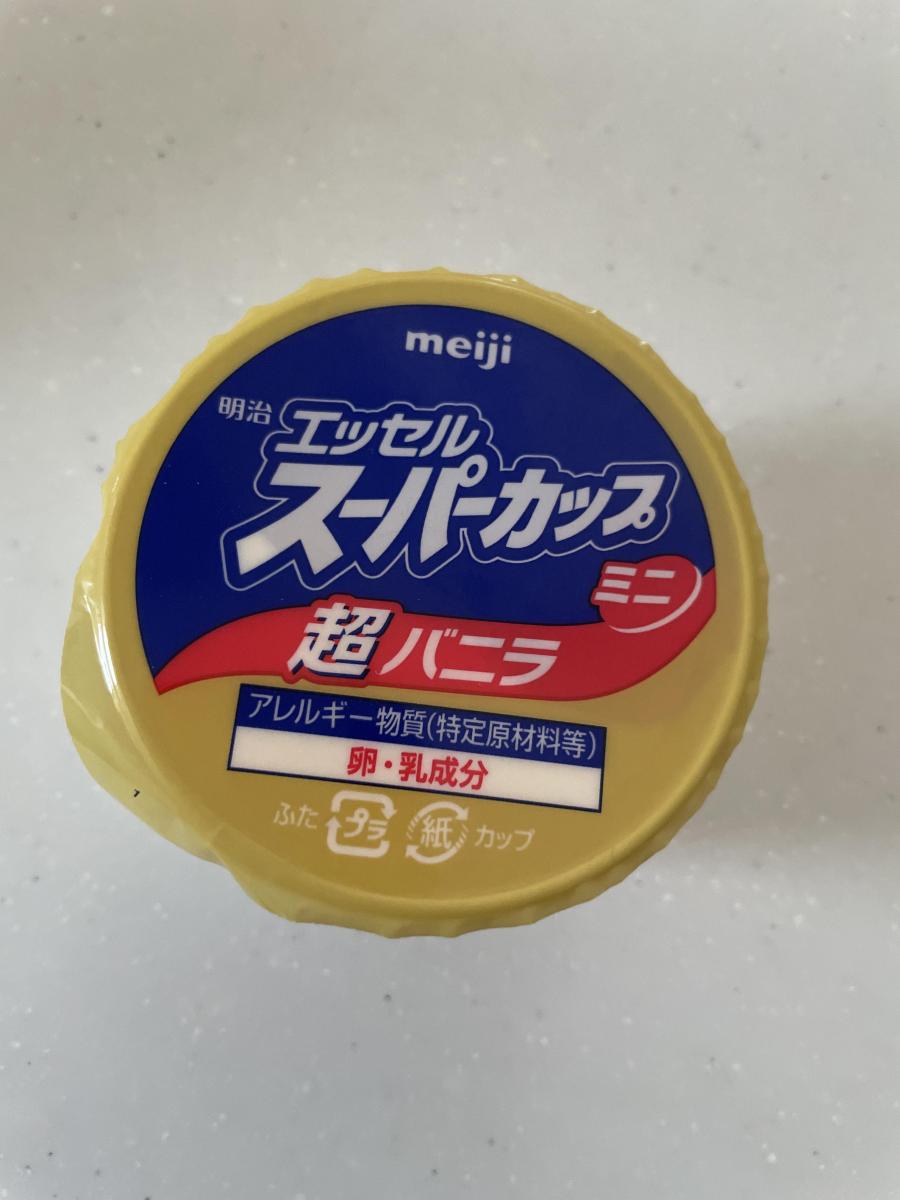 meiji
明治 エッセル
スーパーカップ
ミニ
超バニラ
アレルギー物質(特定原材料等)
卵・乳成分
ふた プラ 紙 カップ